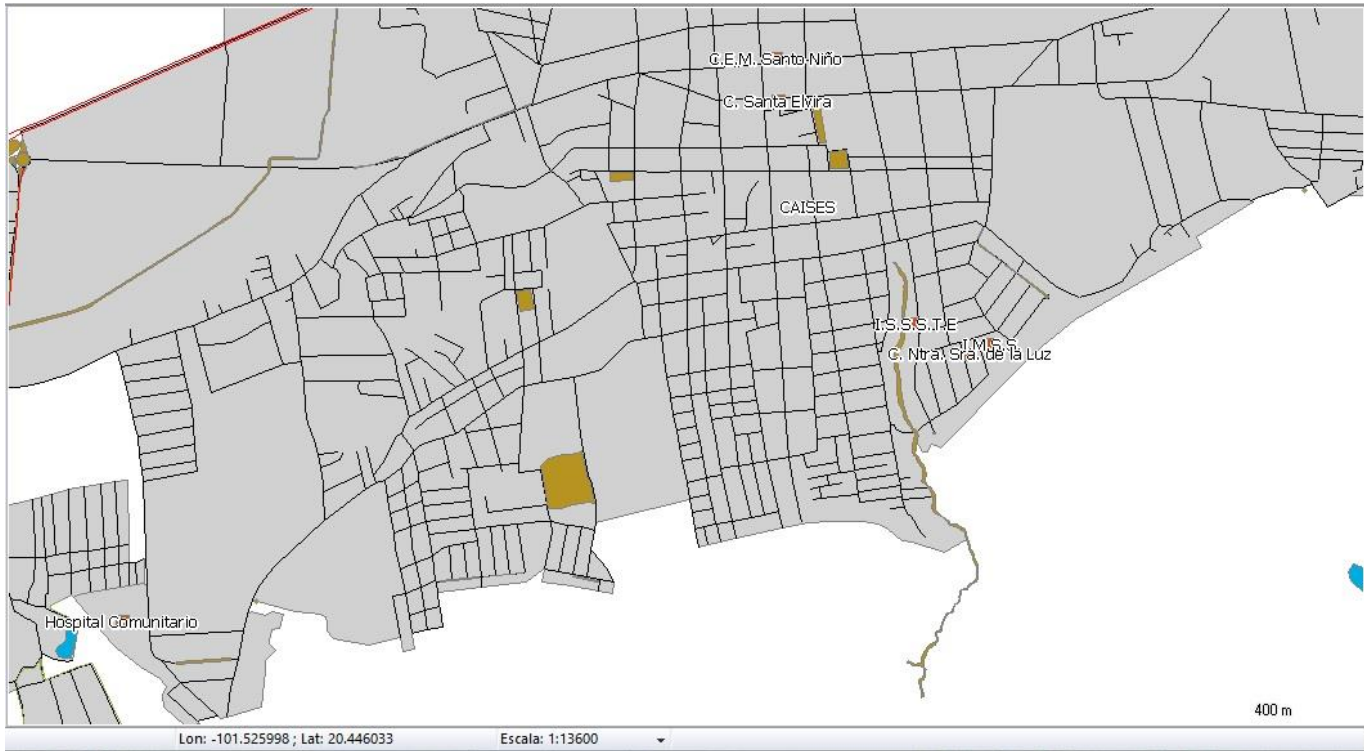 C.E.M. Santo Niño
C. Santa Elvira
CAISES
I.S.S.S.T.E
I.M.S.S.
C. Ntra. Sra. de la Luz
Hospital Comunitario
400 m
Lon: -101.525998 ; Lat: 20.446033
Escala: 1:13600